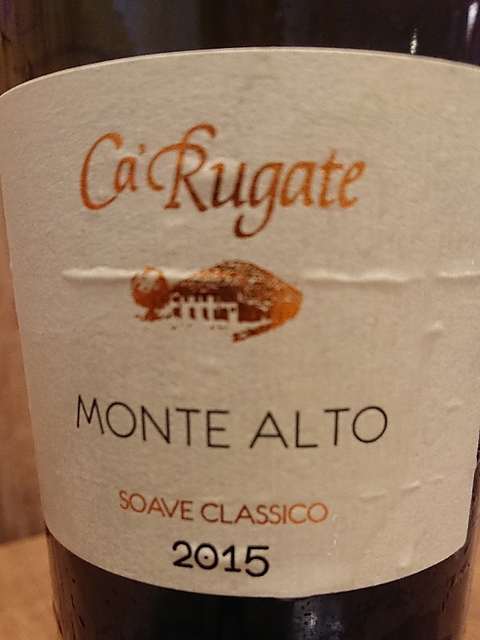 Ca' Rugate
MONTE ALTO
SOAVE CLASSICO
2015